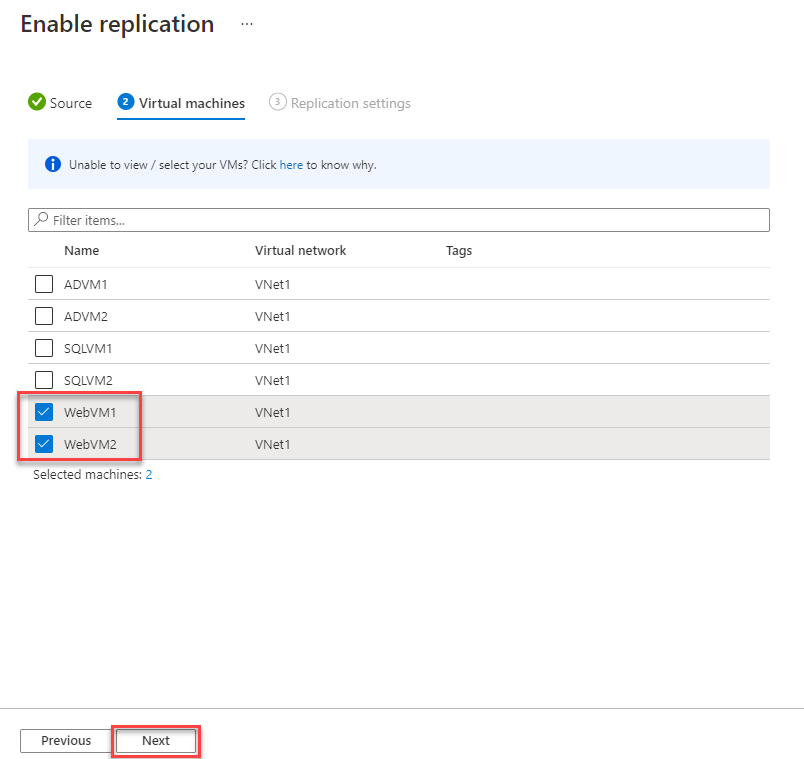 Enable replication ...
Source 2 Virtual machines 3 Replication settings
Unable to view / select your VMs? Click here to know why.
Filter items...
Name Virtual network Tags
ADVM1 VNet1
ADVM2 VNet1
SQLVM1 VNet1
SQLVM2 VNet1
WebVM1 VNet1
WebVM2 VNet1
Selected machines: 2
Previous Next